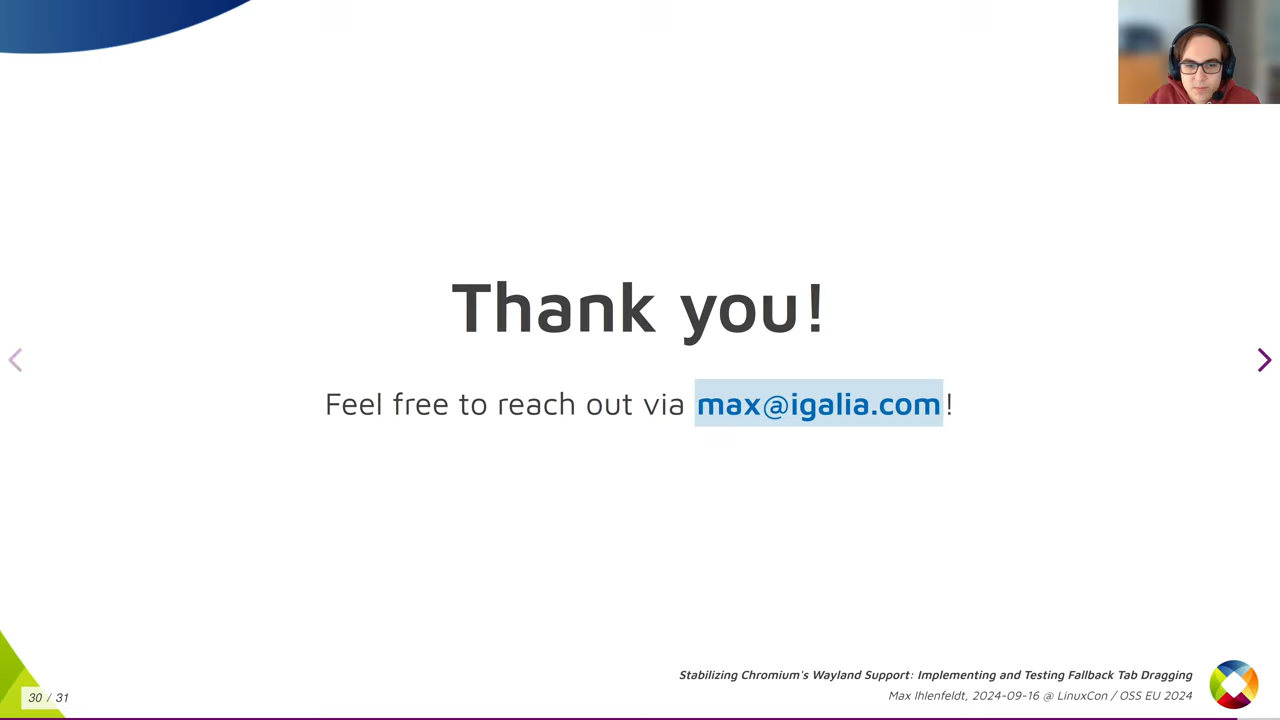 Thank you!
Feel free to reach out via max@igalia.com!
Stabilizing Chromium's Wayland Support: Implementing and Testing Fallback Tab Dragging
30 / 31
Max Ihlenfeldt, 2024-09-16 @ LinuxCon / OSS EU 2024